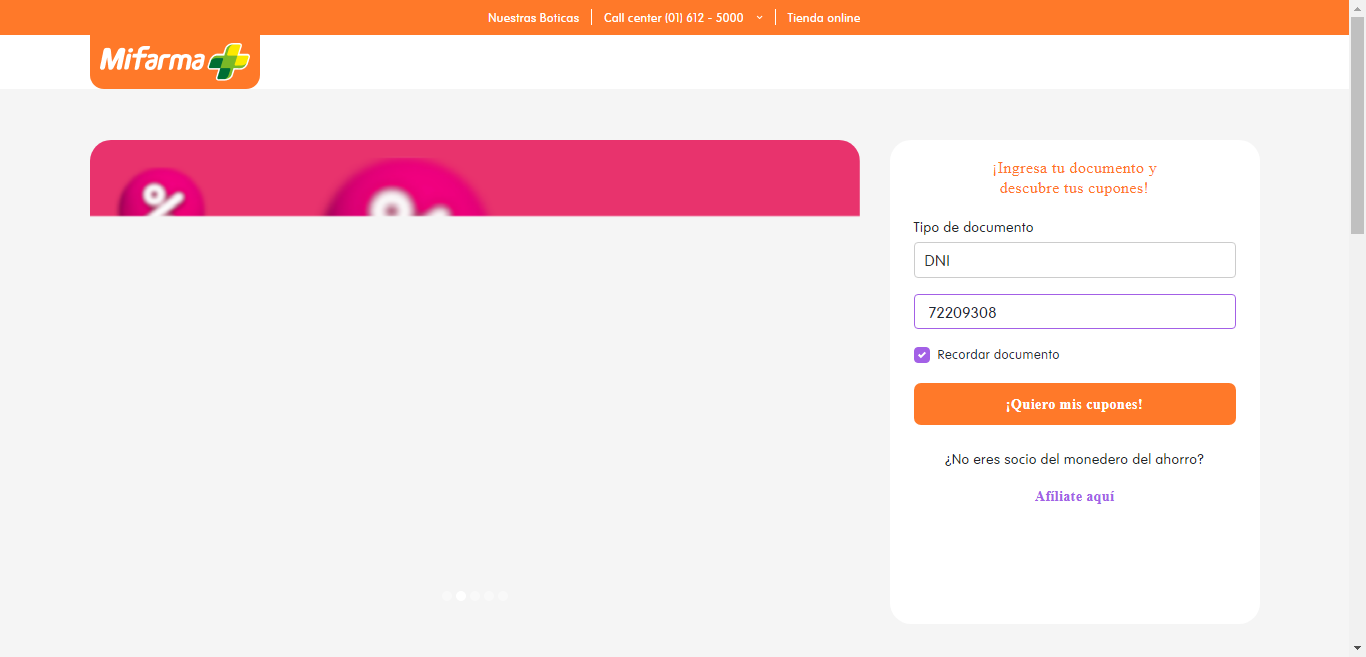 Nuestras Boticas
Call center (01) 612 - 5000
Tienda online
Mifarma
%
%
¡Ingresa tu documento y
descubre tus cupones!
Tipo de documento
DNI
72209308
Recordar documento
¡Quiero mis cupones!
¿No eres socio del monedero del ahorro?
Afíliate aquí